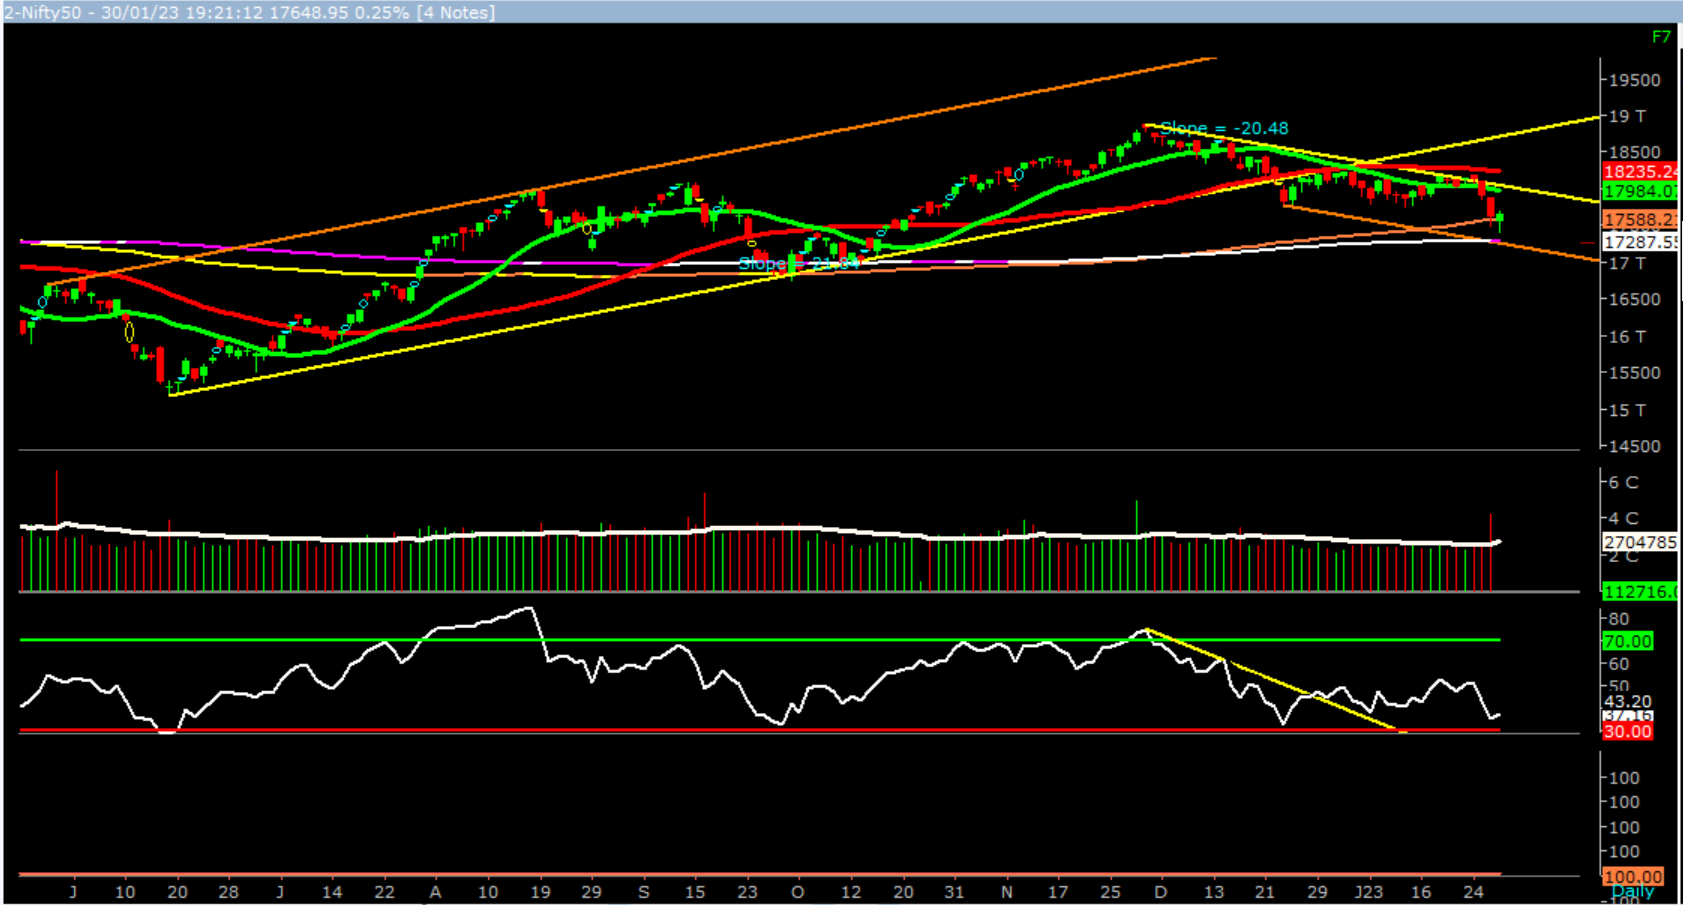 2-Nifty50 - 30/01/23 19:21:12 17648.95 0.25% [4 Notes]
F7
19500
19 T
Slope = -20.48
18500
18235.24
17984.07
17588.21
17287.55
17 T
16500
16 T
15500
15 T
14500
6 C
4 C
2704785
2 C
112716.0
80
70.00
60
50
43.20
37.16
30.00
100
100
100
100
100.00
J 10 20 28 J 14 22 A 10 19 29 S 15 23 O 12 20 31 N 17 25 D 13 21 29 J23 16 24 Daily